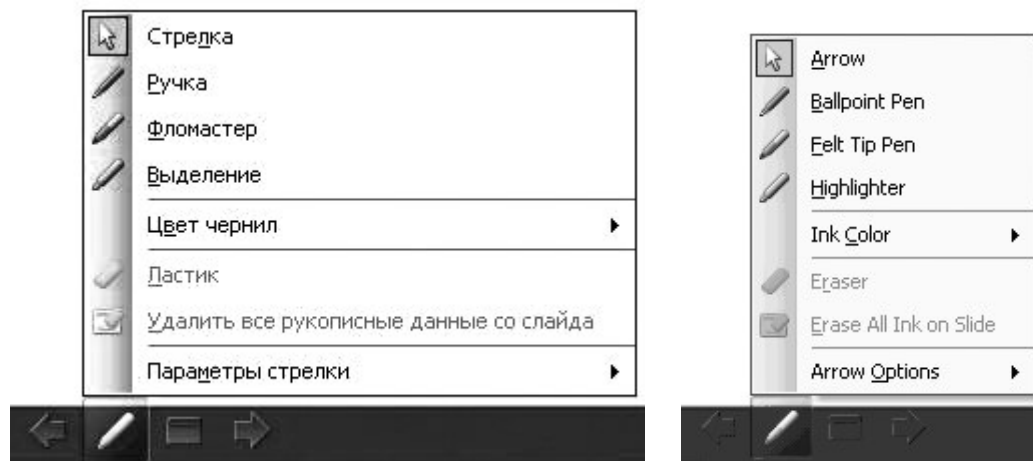 Стрелка
Ручка
Фломастер
Выделение
Цвет чернил
Ластик
Удалить все рукописные данные со слайда
Параметры стрелки
Arrow
Ballpoint Pen
Felt Tip Pen
Highlighter
Ink Color
Eraser
Erase All Ink on Slide
Arrow Options